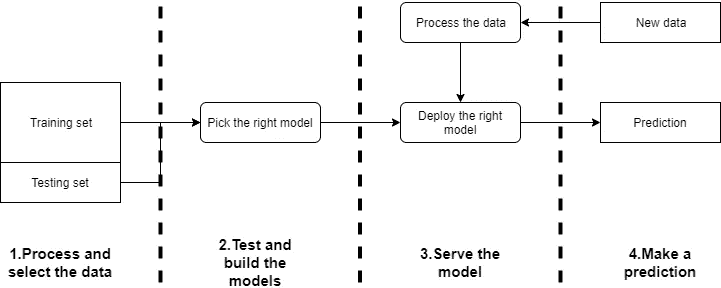 Process the data
New data
Training set
Pick the right model
Deploy the right
model
Prediction
Testing set
1.Process and
select the data
2.Test and
build the
models
3.Serve the
model
4.Make a
prediction